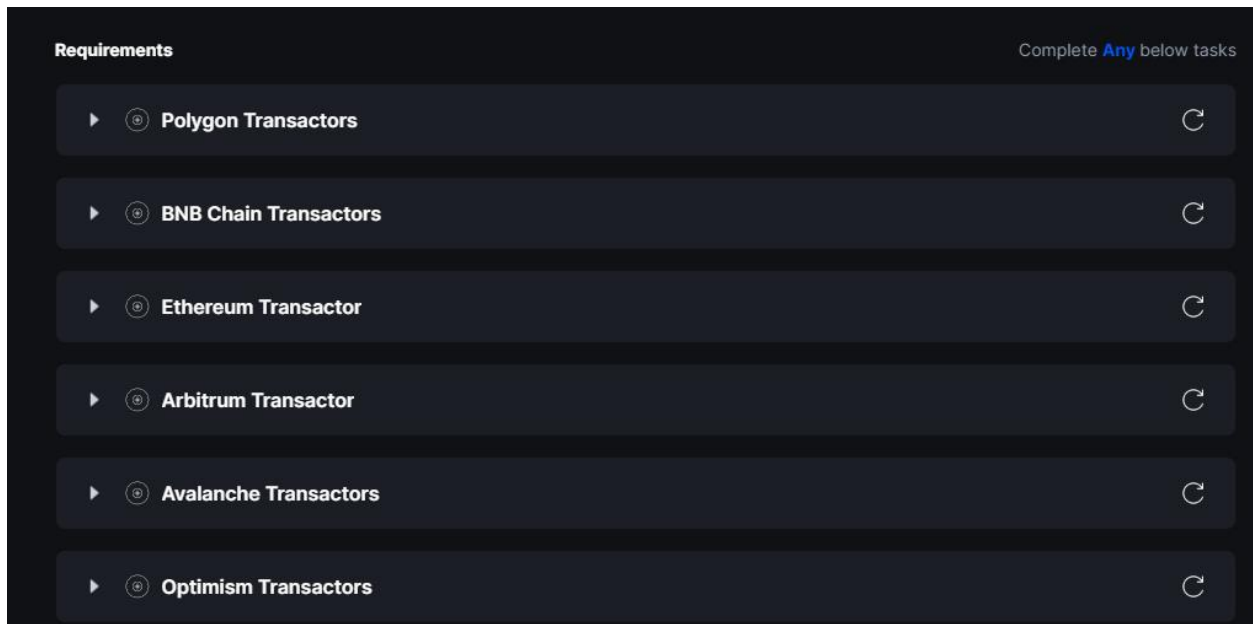 Requirements
Complete Any below tasks
Polygon Transactors
BNB Chain Transactors
Ethereum Transactor
Arbitrum Transactor
Avalanche Transactors
Optimism Transactors